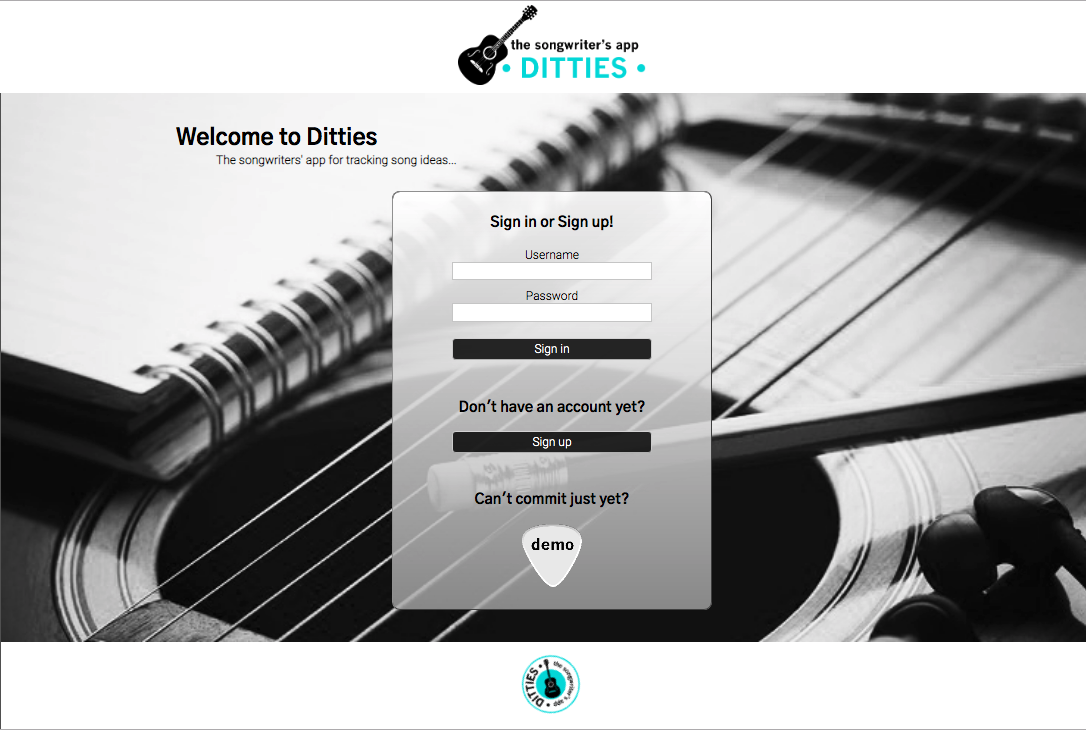 the songwriter's app
• DITTIES •
Welcome to Ditties
The songwriters' app for tracking song ideas...
Sign in or Sign up!
Username
Password
Sign in
Don't have an account yet?
Sign up
Can't commit just yet?
demo
• DITTIES • the songwriter's app